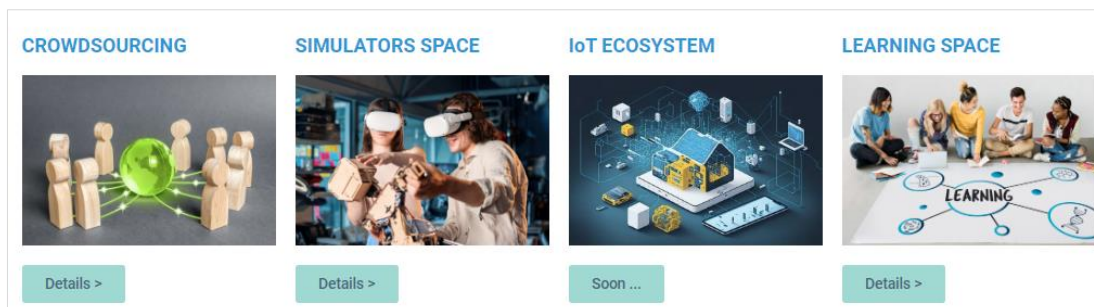 CROWDSOURCING
SIMULATORS SPACE
IoT ECOSYSTEM
LEARNING SPACE
LEARNING
Details >
Details >
Soon ...
Details >